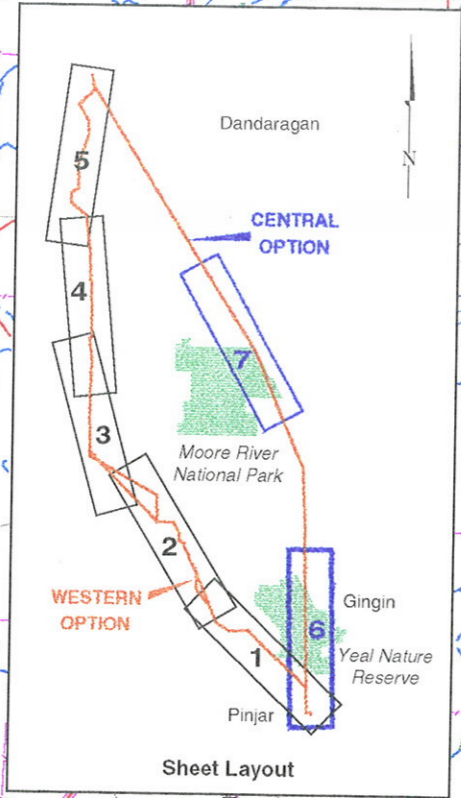 Dandaragan
N
5
CENTRAL
OPTION
4
7
3
Moore River
National Park
2
WESTERN
OPTION
Gingin
6
1
Yeal Nature
Reserve
Pinjar
Sheet Layout